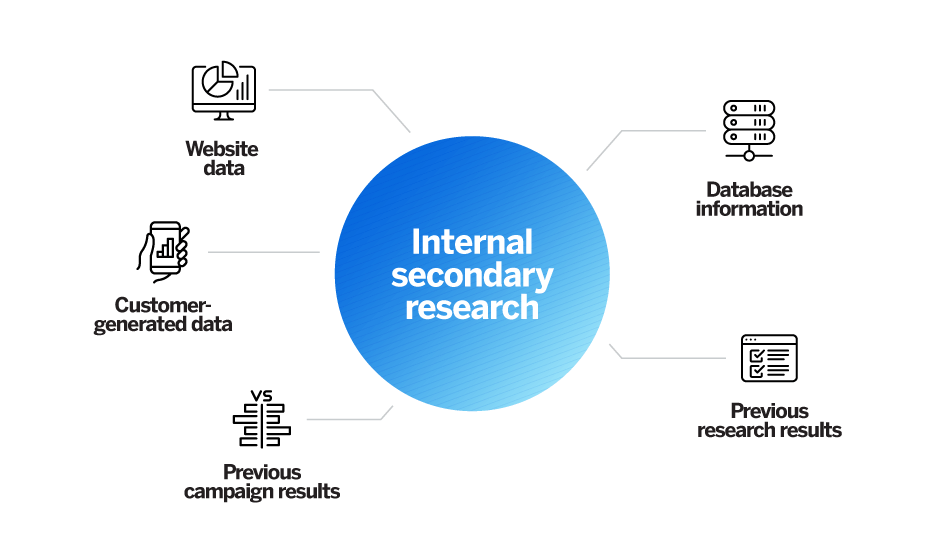 Website
data
Customer-
generated data
VS
Previous
campaign results
Internal
secondary
research
Database
information
Previous
research results